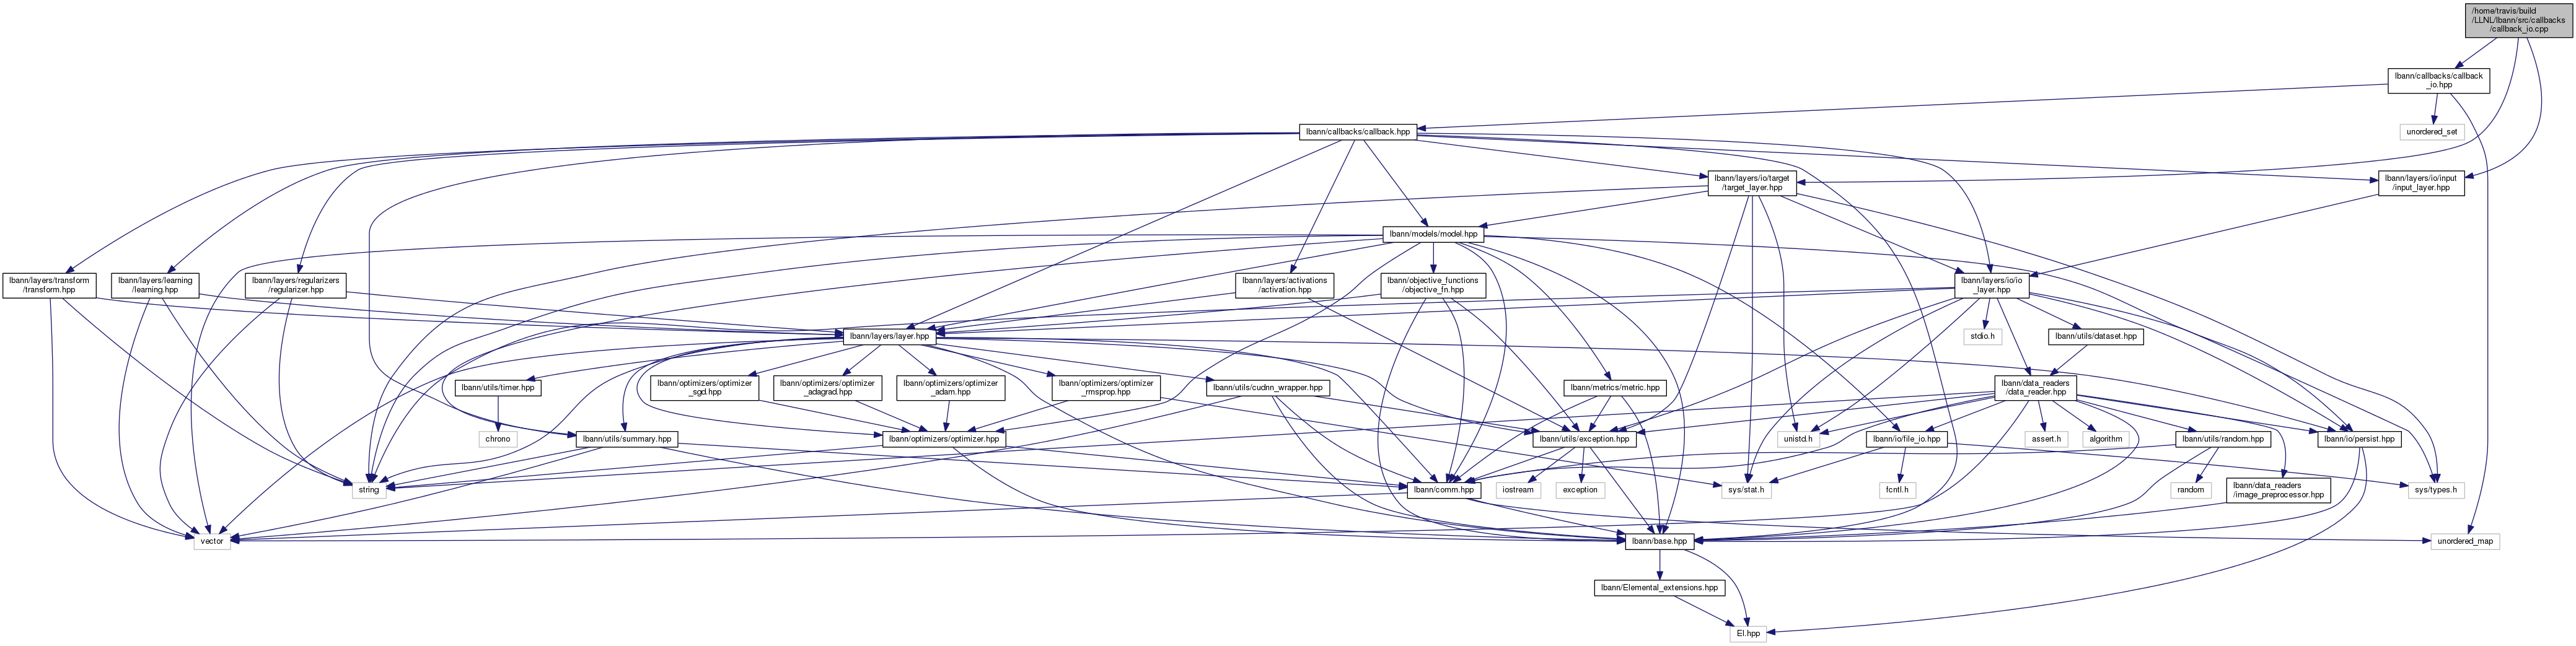 /home/travis/build
/LLNL/lbann/src/callbacks
/callback_io.cpp
lbann/callbacks/callback
_io.hpp
lbann/callbacks/callback.hpp
unordered_set
lbann/layers/io/target
/target_layer.hpp
lbann/layers/io/input
/input_layer.hpp
lbann/models/model.hpp
lbann/layers/transform
/transform.hpp
lbann/layers/learning
/learning.hpp
lbann/layers/regularizers
/regularizer.hpp
lbann/layers/activations
/activation.hpp
lbann/objective_functions
/objective_fn.hpp
lbann/layers/io/io
_layer.hpp
lbann/layers/layer.hpp
stdio.h
lbann/utils/dataset.hpp
lbann/utils/timer.hpp
lbann/optimizers/optimizer
_sgd.hpp
lbann/optimizers/optimizer
_adagrad.hpp
lbann/optimizers/optimizer
_adam.hpp
lbann/optimizers/optimizer
_rmsprop.hpp
lbann/utils/cudnn_wrapper.hpp
lbann/metrics/metric.hpp
lbann/data_readers
/data_reader.hpp
chrono
lbann/utils/summary.hpp
lbann/optimizers/optimizer.hpp
lbann/utils/exception.hpp
unistd.h
lbann/io/file_io.hpp
assert.h
algorithm
lbann/utils/random.hpp
lbann/io/persist.hpp
string
lbann/comm.hpp
iostream
exception
sys/stat.h
fcntl.h
random
lbann/data_readers
/image_preprocessor.hpp
sys/types.h
vector
lbann/base.hpp
unordered_map
lbann/Elemental_extensions.hpp
El.hpp